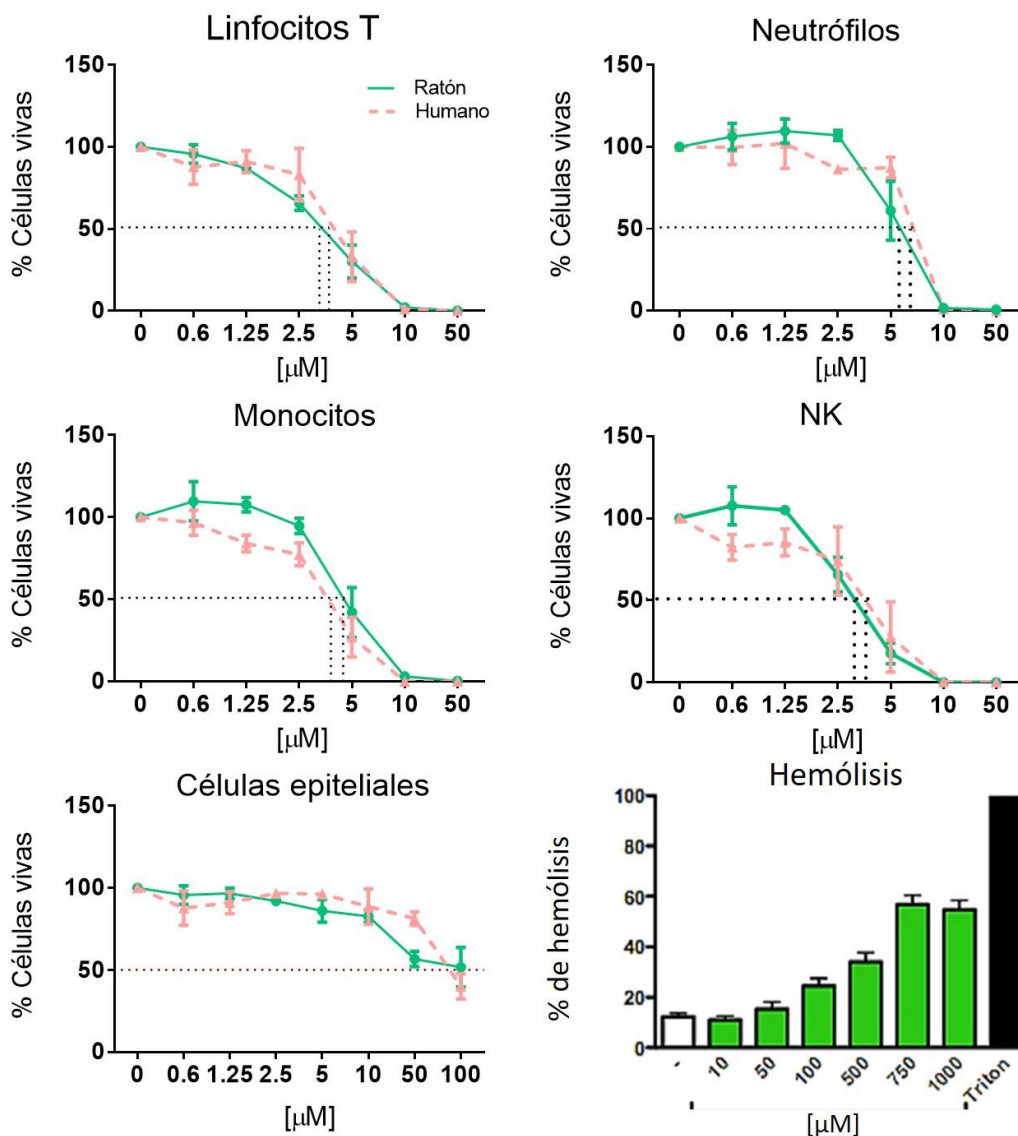 Linfocitos T
% Células vivas
150
100
50
0
Ratón
Humano
0 0.6 1.25 2.5 5 10 50
[μM]
Neutrófilos
% Células vivas
150
100
50
0
0 0.6 1.25 2.5 5 10 50
[μM]
Monocitos
% Células vivas
150
100
50
0
0 0.6 1.25 2.5 5 10 50
[μM]
NK
% Células vivas
150
100
50
0
0 0.6 1.25 2.5 5 10 50
[μM]
Células epiteliales
% Células vivas
150
100
50
0
0 0.6 1.25 2.5 5 10 50 100
[μM]
Hemólisis
% de hemólisis
100
80
60
40
20
0
- 10 50 100 500 750 1000 Triton
[μM]